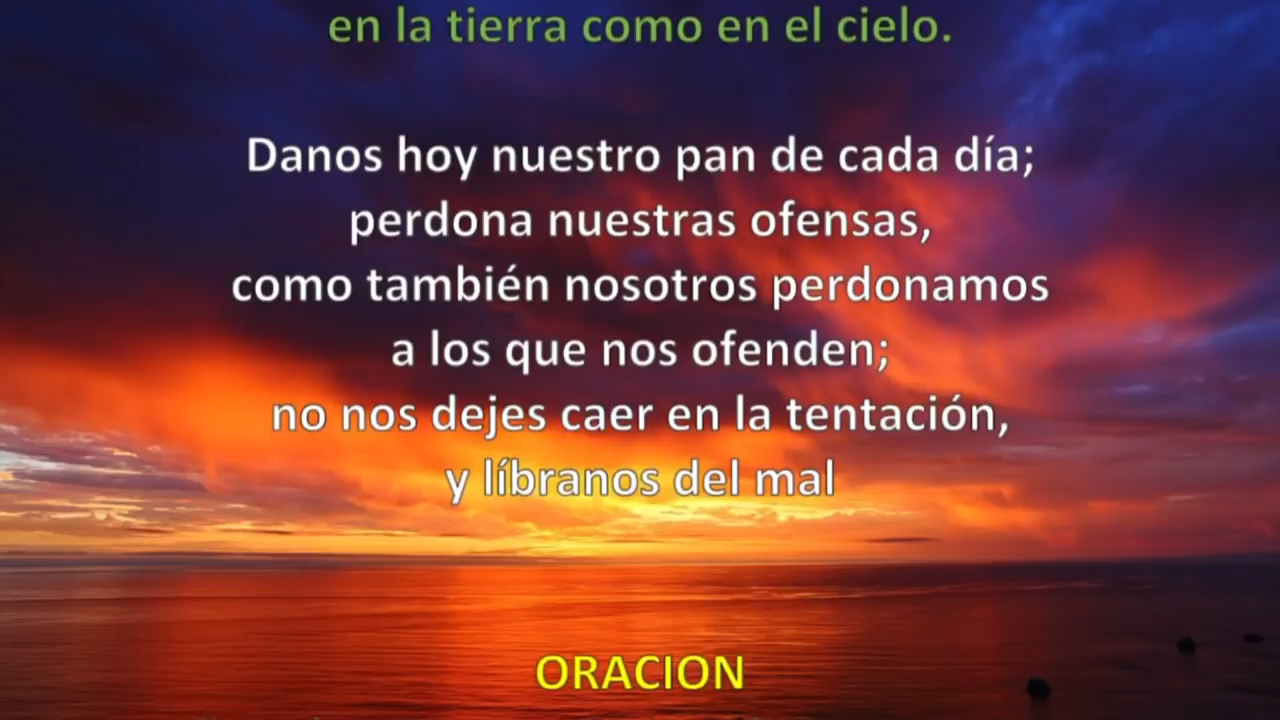 en la tierra como en el cielo.
Danos hoy nuestro pan de cada día;
perdona nuestras ofensas,
como también nosotros perdonamos
a los que nos ofenden;
no nos dejes caer en la tentación,
y líbranos del mal
ORACION